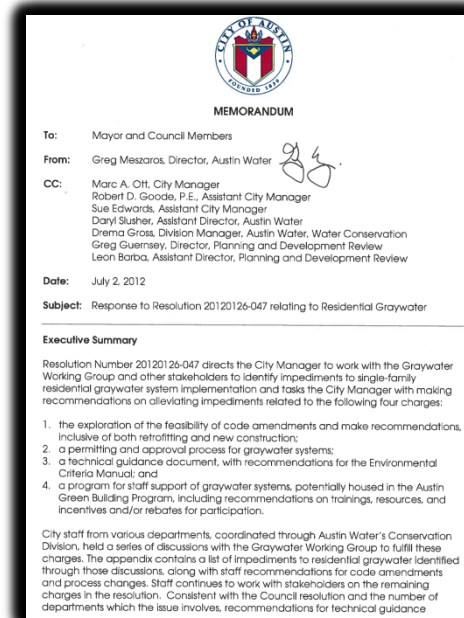 CITY OF AUSTIN
FOUNDED 1839
MEMORANDUM
To: Mayor and Council Members
From: Greg Meszaros, Director, Austin Water
CC: Marc A. Ott, City Manager
Robert D. Goode, P.E., Assistant City Manager
Sue Edwards, Assistant City Manager
Daryl Slusher, Assistant Director, Austin Water
Drema Gross, Division Manager, Austin Water, Water Conservation
Greg Guernsey, Director, Planning and Development Review
Leon Barba, Assistant Director, Planning and Development Review
Date: July 2, 2012
Subject: Response to Resolution 20120126-047 relating to Residential Graywater
Executive Summary
Resolution Number 20120126-047 directs the City Manager to work with the Graywater
Working Group and other stakeholders to identify impediments to single-family
residential graywater system implementation and tasks the City Manager with making
recommendations on alleviating impediments related to the following four charges:
1. the exploration of the feasibility of code amendments and make recommendations,
inclusive of both retrofitting and new construction;
2. a permitting and approval process for graywater systems;
3. a technical guidance document, with recommendations for the Environmental
Criteria Manual; and
4. a program for staff support of graywater systems, potentially housed in the Austin
Green Building Program, including recommendations on trainings, resources, and
incentives and/or rebates for participation.
City staff from various departments, coordinated through Austin Water's Conservation
Division, held a series of discussions with the Graywater Working Group to fulfill these
charges. The appendix contains a list of impediments to residential graywater identified
through those discussions, along with staff recommendations for code amendments
and process changes. Staff continues to work with stakeholders on the remaining
charges in the resolution. Consistent with the Council resolution and the number of
departments which the issue involves, recommendations for technical guidance